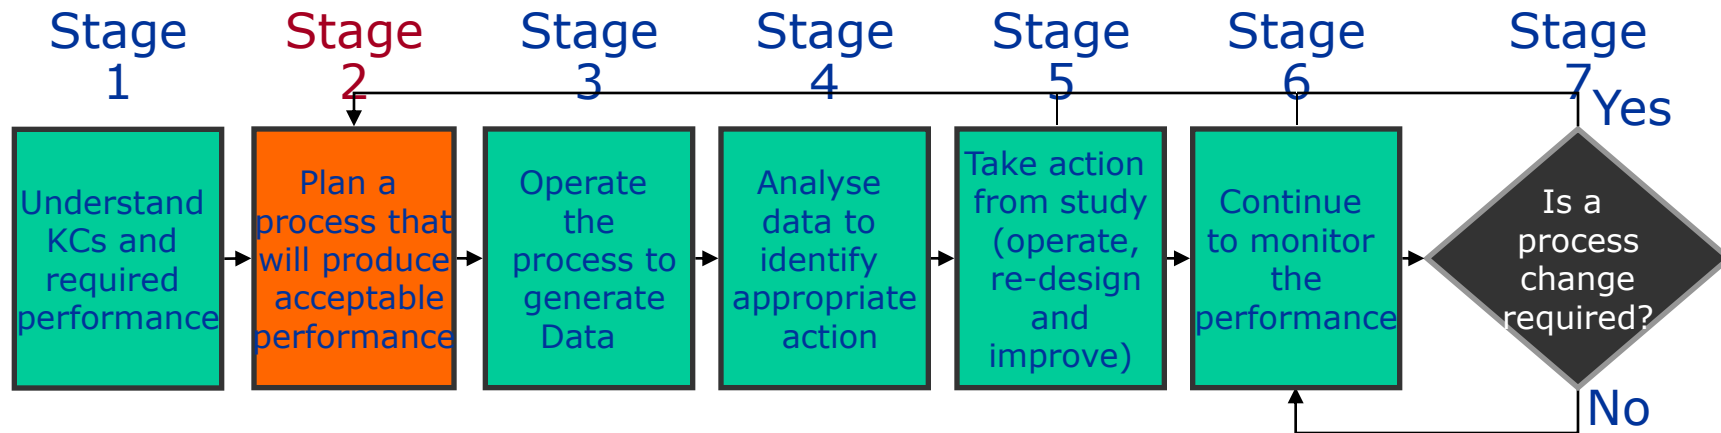 Stage
1
Stage
2
Stage
3
Stage
4
Stage
5
Stage
6
Stage
7
Yes
Understand
KCs and
required
performance
Plan a
process that
will produce
acceptable
performance
Operate
the
process to
generate
Data
Analyse
data to
identify
appropriate
action
Take action
from study
(operate,
re-design
and
improve)
Continue
to monitor
the
performance
Is a
process
change
required?
No